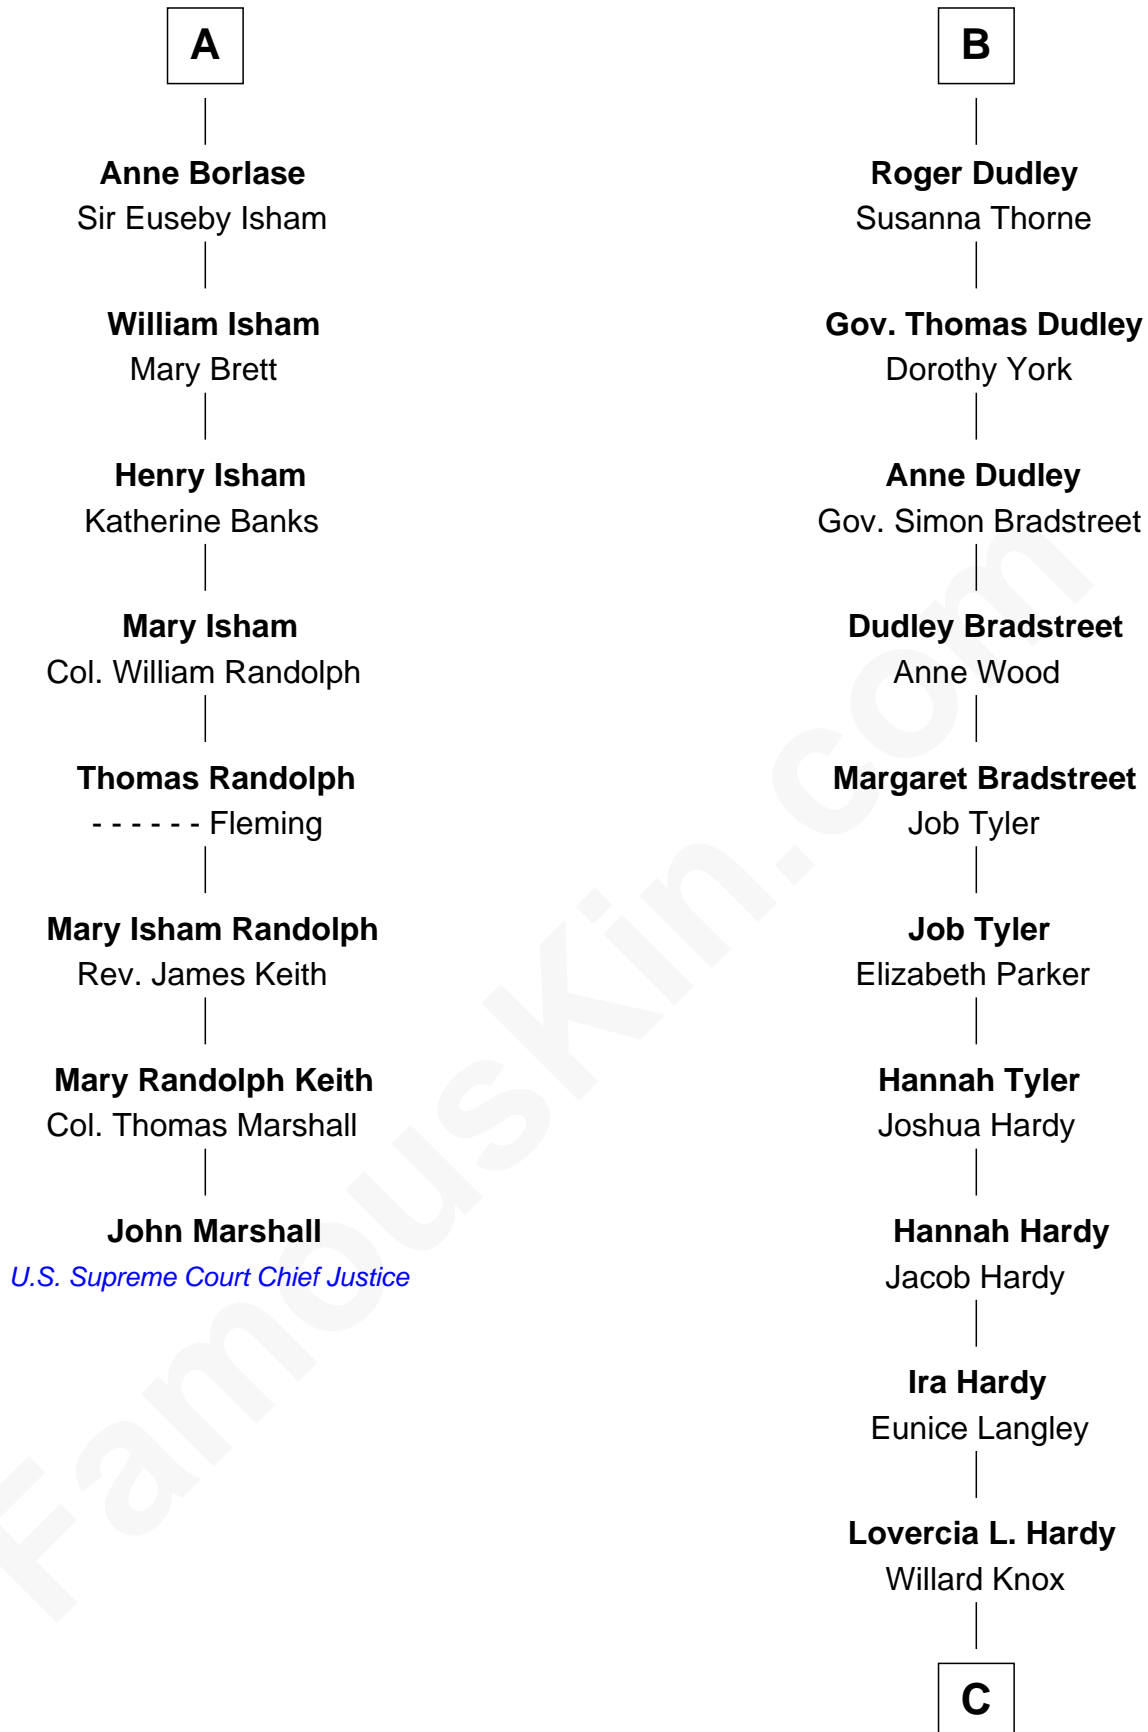 A
Anne Borlase
Sir Euseby Isham
William Isham
Mary Brett
Henry Isham
Katherine Banks
Mary Isham
Col. William Randolph
Thomas Randolph
- - - - - - Fleming
Mary Isham Randolph
Rev. James Keith
Mary Randolph Keith
Col. Thomas Marshall
John Marshall
U.S. Supreme Court Chief Justice
B
Roger Dudley
Susanna Thorne
Gov. Thomas Dudley
Dorothy York
Anne Dudley
Gov. Simon Bradstreet
Dudley Bradstreet
Anne Wood
Margaret Bradstreet
Job Tyler
Job Tyler
Elizabeth Parker
Hannah Tyler
Joshua Hardy
Hannah Hardy
Jacob Hardy
Ira Hardy
Eunice Langley
Lovercia L. Hardy
Willard Knox
C
FamousKin.com